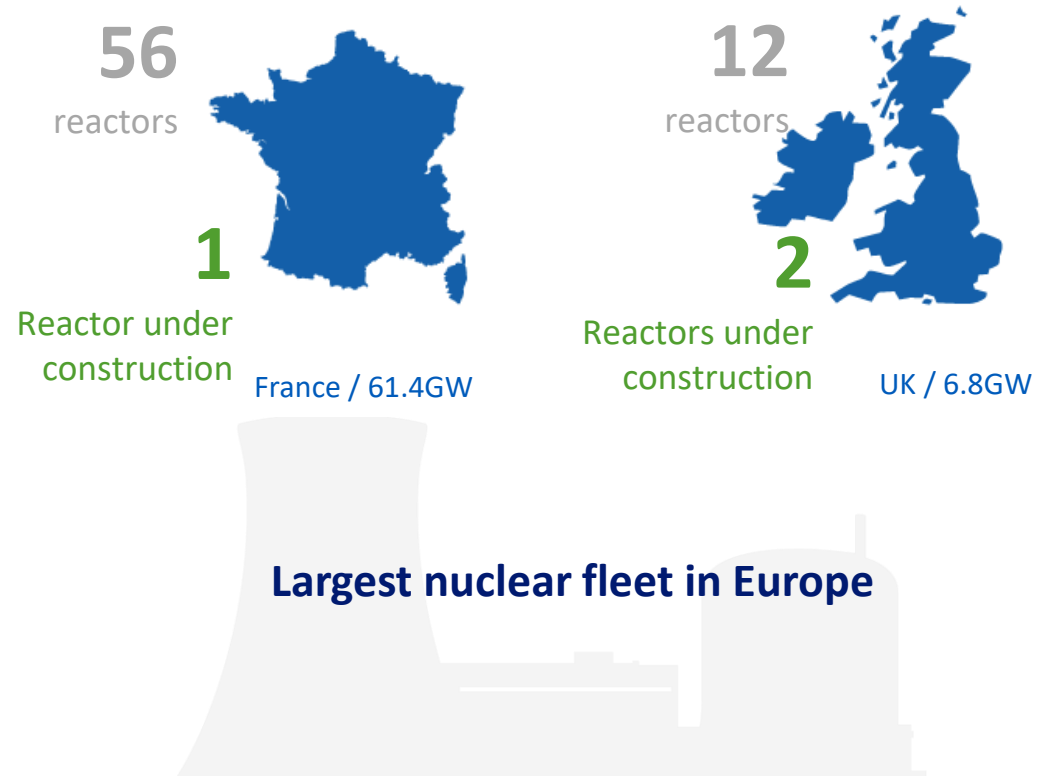 56
reactors
1
Reactor under
construction
France / 61.4GW
12
reactors
2
Reactors under
construction
UK / 6.8GW
Largest nuclear fleet in Europe